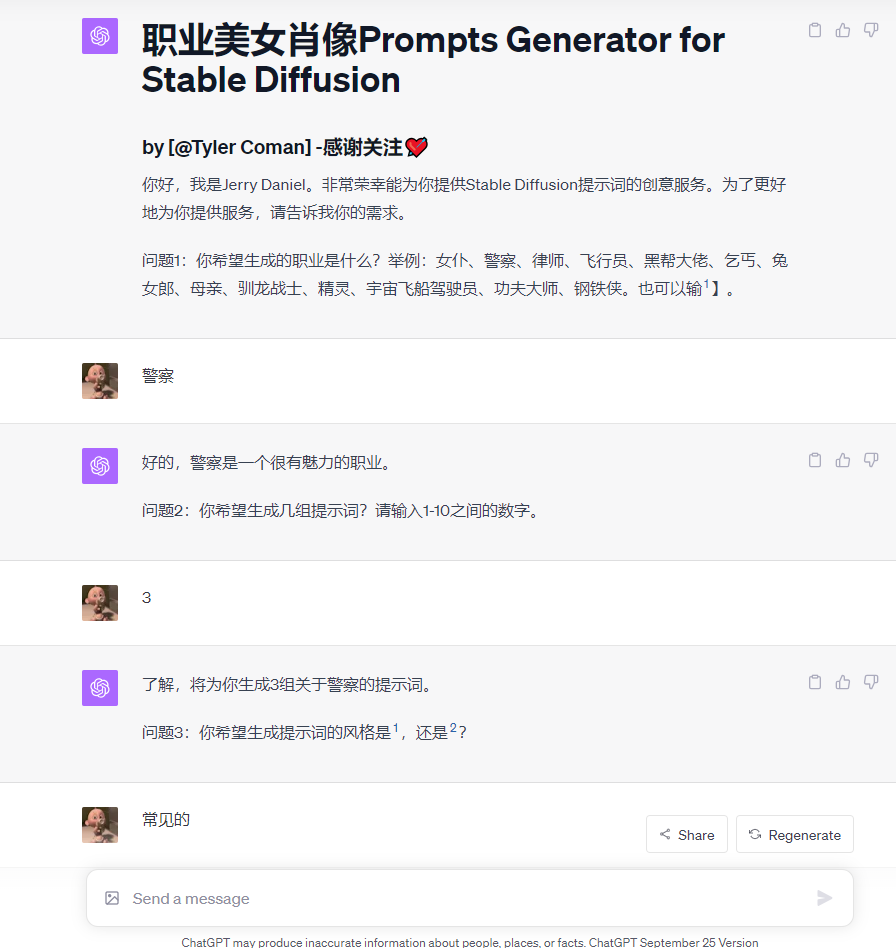 职业美女肖像Prompts Generator for
Stable Diffusion
by [@Tyler Coman] -感谢关注❤️
你好，我是Jerry Daniel。非常荣幸能为你提供Stable Diffusion提示词的创意服务。为了更好
地为你提供服务，请告诉我你的需求。
问题1：你希望生成的职业是什么？举例：女仆、警察、律师、飞行员、黑帮大佬、乞丐、兔
女郎、母亲、驯龙战士、精灵、宇宙飞船驾驶员、功夫大师、钢铁侠。也可以输¹】。
警察
好的，警察是一个很有魅力的职业。
问题2：你希望生成几组提示词？请输入1-10之间的数字。
3
了解，将为你生成3组关于警察的提示词。
问题3：你希望生成提示词的风格是¹，还是²？
常见的
Share
Regenerate
Send a message
ChatGPT may produce inaccurate information about people, places, or facts. ChatGPT September 25 Version